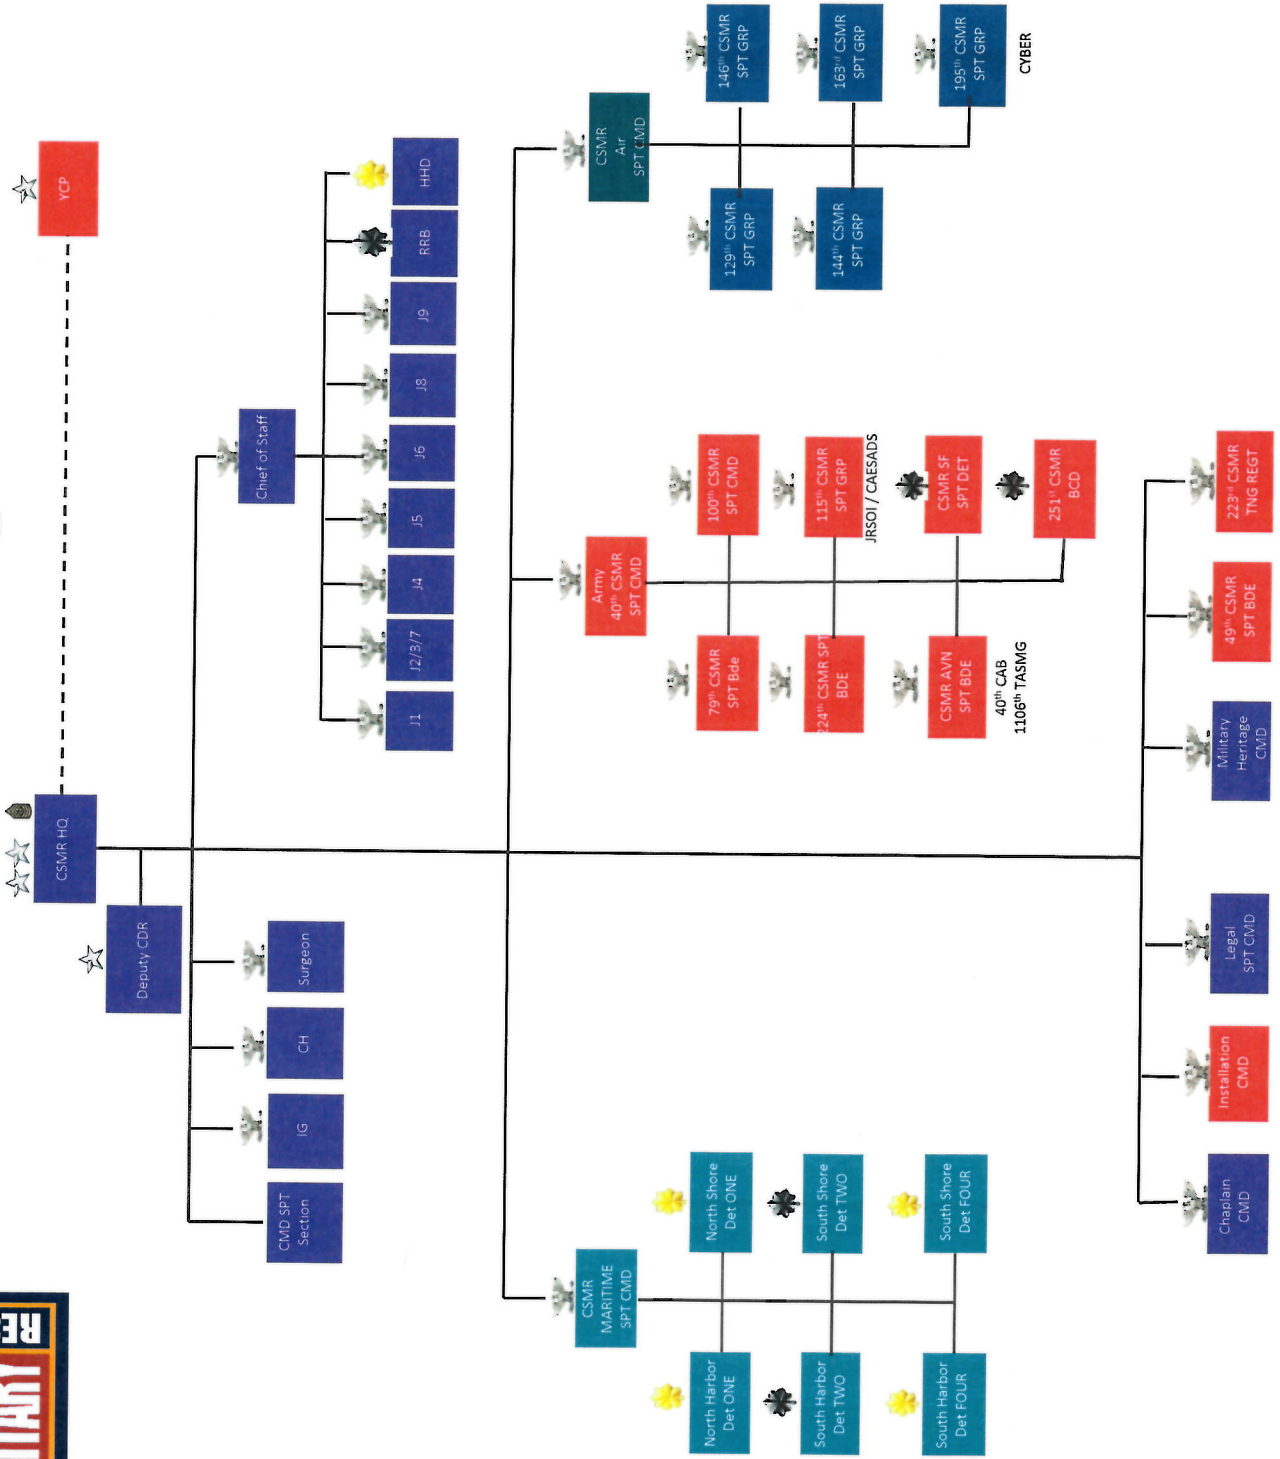 CSMR HQ
YCP
Deputy CDR
CMD SPT
Section
IG
CH
Surgeon
Chief of Staff
J1
J2/3/7
J4
J5
J6
J8
J9
RRB
HHD
CSMR
MARITIME
SPT CMD
North Harbor
Det ONE
North Shore
Det ONE
South Harbor
Det TWO
South Shore
Det TWO
South Harbor
Det FOUR
South Shore
Det FOUR
Army
40th CSMR
SPT CMD
79th CSMR
SPT Bde
100th CSMR
SPT CMD
224th CSMR SPT
BDE
115th CSMR
SPT GRP
JRSOI / CAESADS
CSMR AVN
SPT BDE
40th CAB
1106th TASMG
CSMR SF
SPT DET
251st CSMR
BCD
CSMR
Air
SPT CMD
129th CSMR
SPT GRP
146th CSMR
SPT GRP
144th CSMR
SPT GRP
163rd CSMR
SPT GRP
195th CSMR
SPT GRP
CYBER
Chaplain
CMD
Installation
CMD
Legal
SPT CMD
Military
Heritage
CMD
49th CSMR
SPT BDE
223rd CSMR
TNG REGT